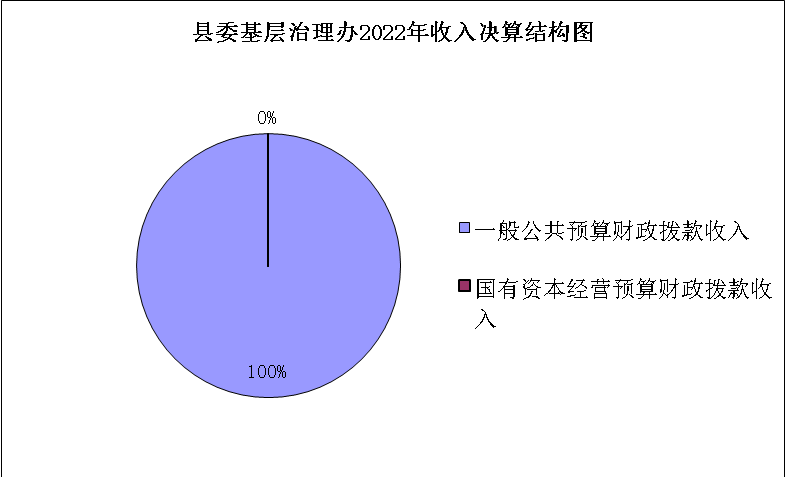 县委基层治理办2022年收入决算结构图
0%
100%
一般公共预算财政拨款收入
国有资本经营预算财政拨款收
入